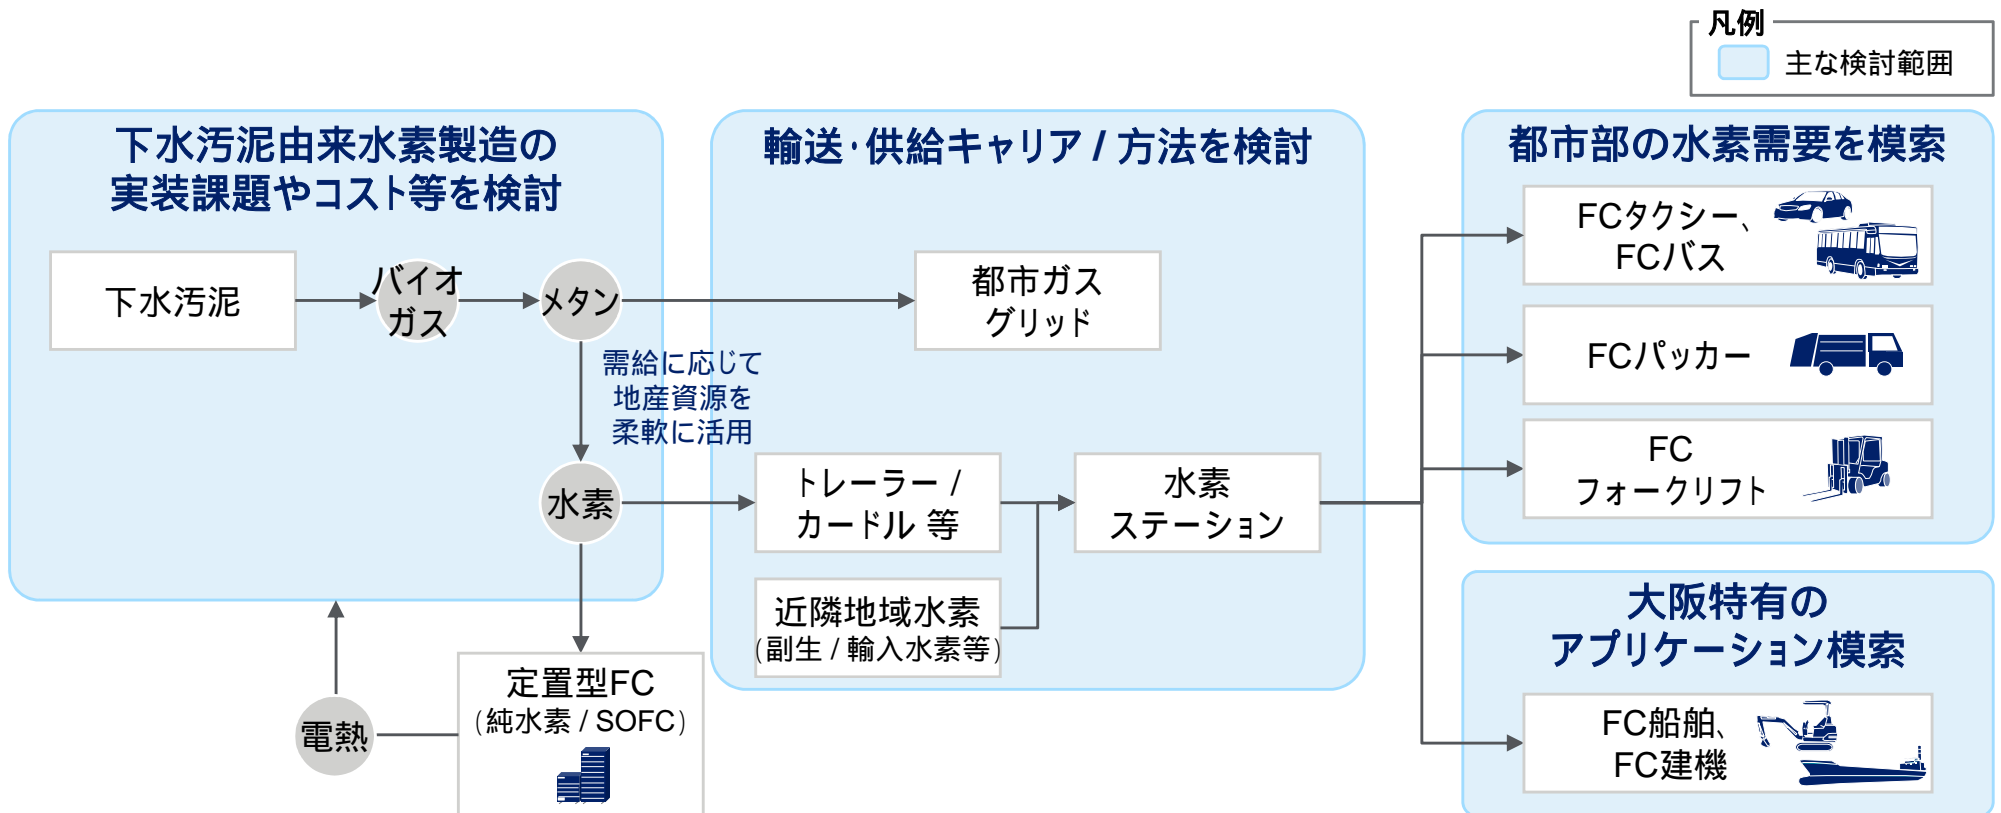 凡例
主な検討範囲
下水汚泥由来水素製造の
実装課題やコスト等を検討
下水汚泥
バイオ
ガス
メタン
需給に応じて
地産資源を
柔軟に活用
水素
電熱
定置型FC
(純水素 / SOFC)
輸送・供給キャリア / 方法を検討
都市ガス
グリッド
トレーラー /
カードル 等
近隣地域水素
(副生 / 輸入水素等)
水素
ステーション
都市部の水素需要を模索
FCタクシー、
FCバス
FCパッカー
FC
フォークリフト
大阪特有の
アプリケーション模索
FC船舶、
FC建機